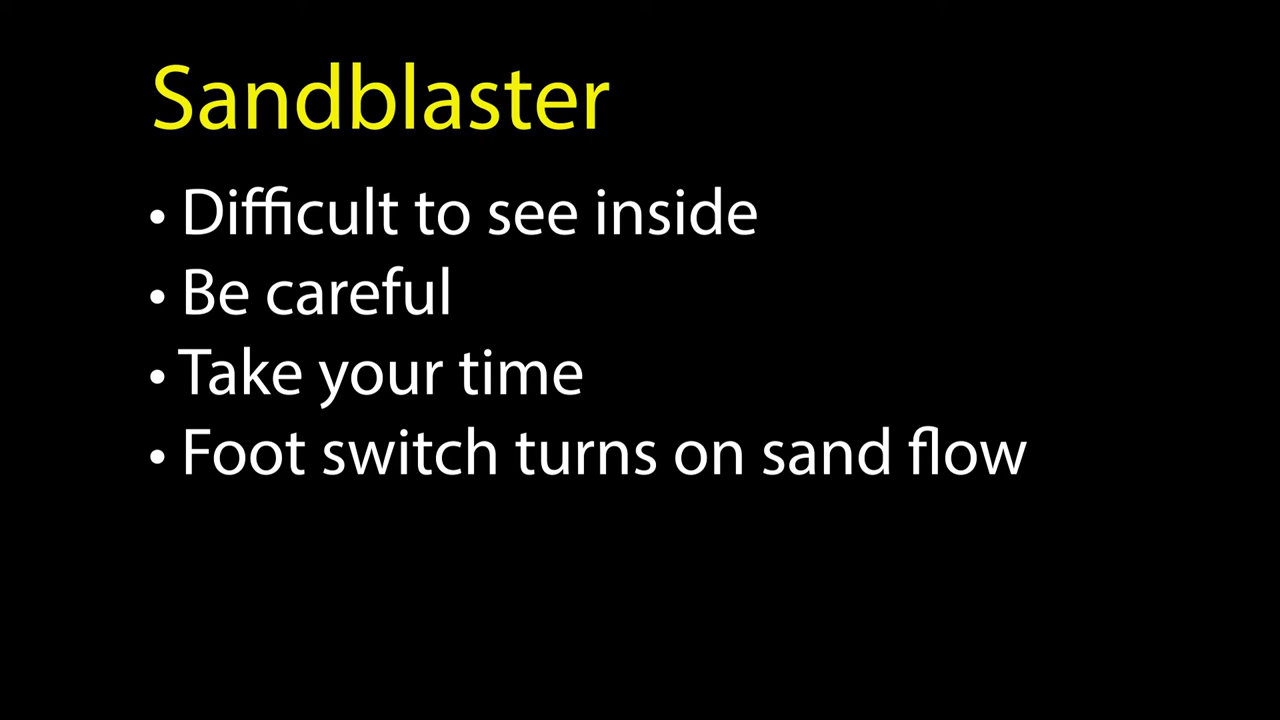 Sandblaster
• Difficult to see inside
• Be careful
• Take your time
• Foot switch turns on sand flow